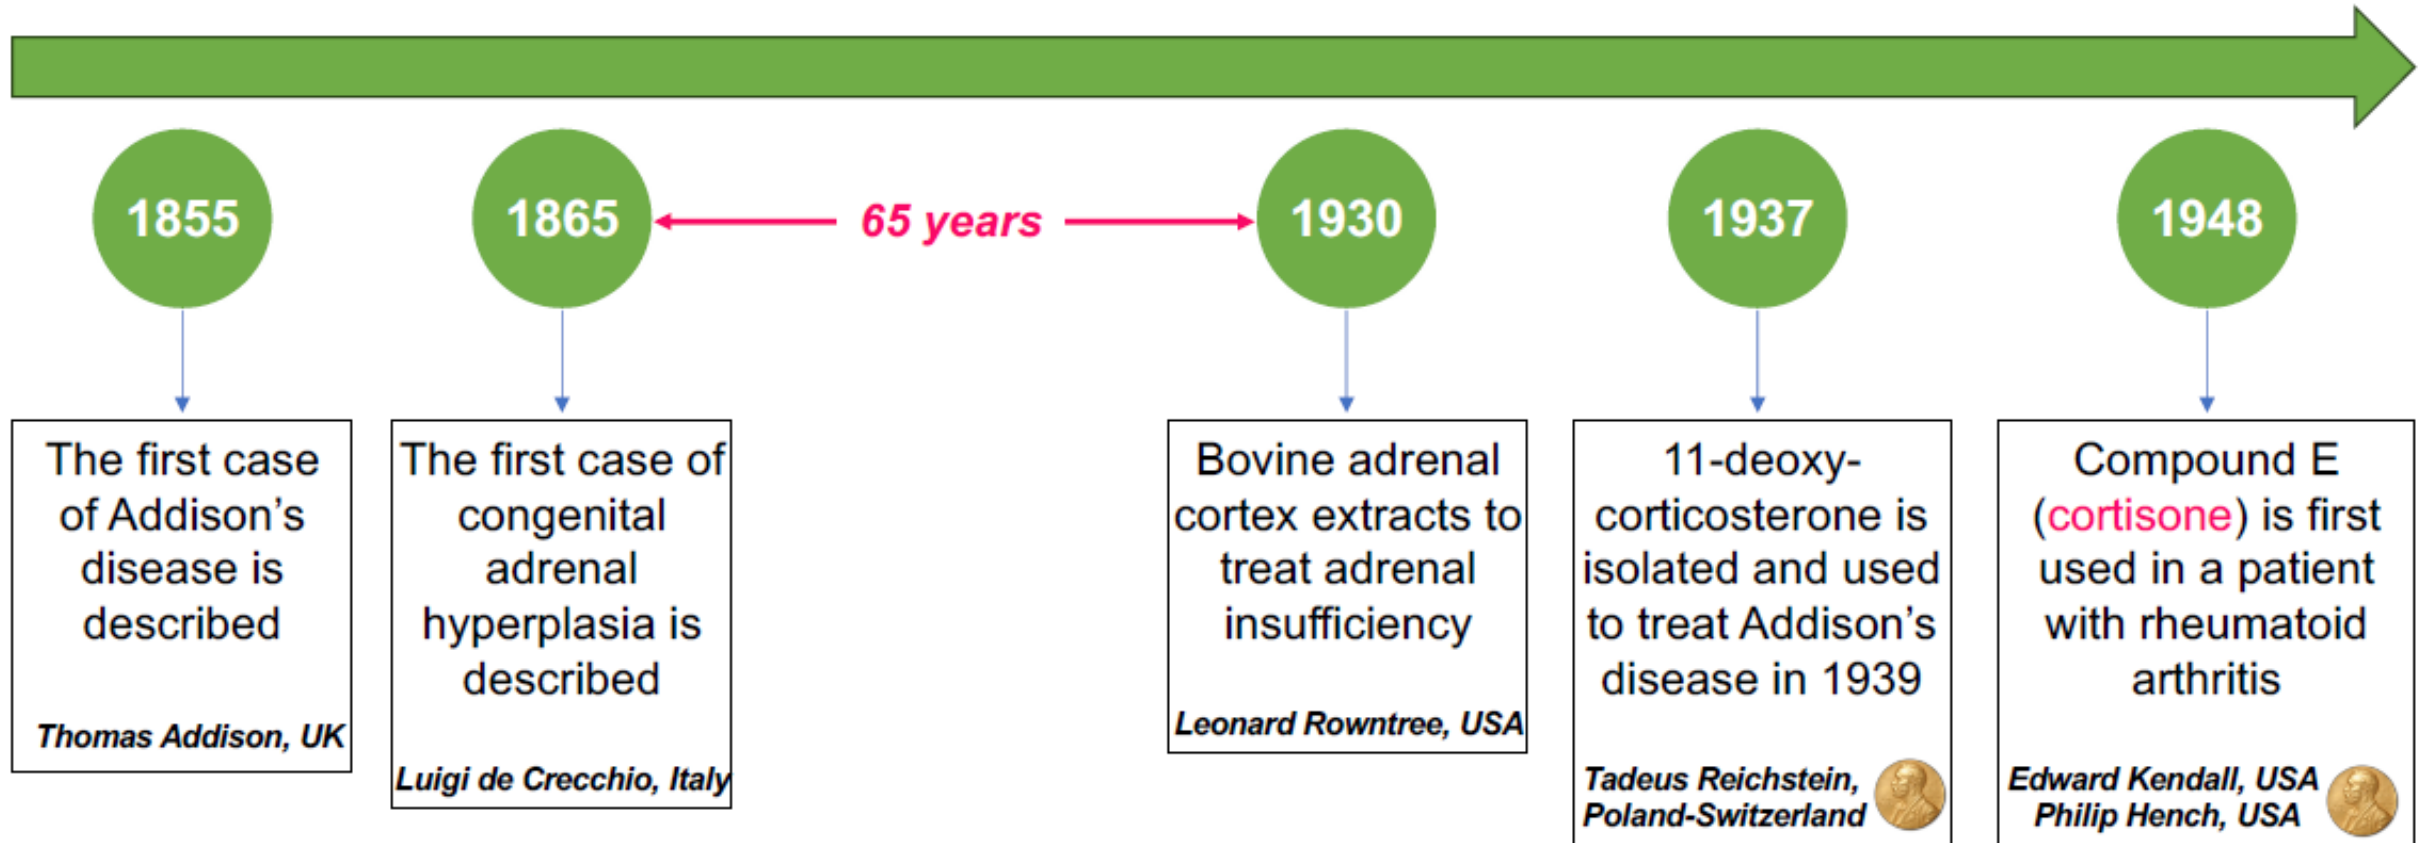 1855
1865
65 years
1930
1937
1948
The first case
of Addison's
disease is
described
Thomas Addison, UK
The first case of
congenital
adrenal
hyperplasia is
described
Luigi de Crecchio, Italy
Bovine adrenal
cortex extracts to
treat adrenal
insufficiency
Leonard Rowntree, USA
11-deoxy-
corticosterone is
isolated and used
to treat Addison's
disease in 1939
Tadeus Reichstein,
Poland-Switzerland
Compound E
(cortisone) is first
used in a patient
with rheumatoid
arthritis
Edward Kendall, USA
Philip Hench, USA